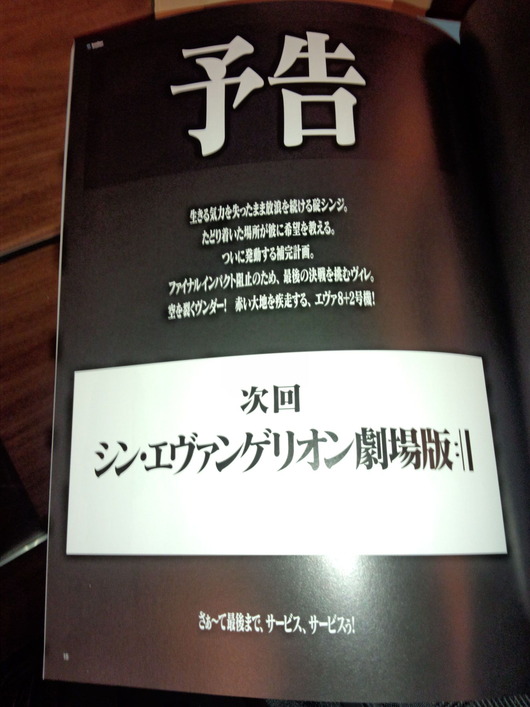 予告
生きる気力を失ったまま放浪を続ける碇シンジ。
たどり着いた場所が彼に希望を教える。
ついに発動する補完計画。
ファイナルインパクト阻止のため、最後の決戦を挑むヴィレ。
空を裂くヴンダー! 赤い大地を疾走する、エヴァ8+2号機!
次回
シン・エヴァンゲリオン劇場版:||
さぁ〜て最後まで、サービス、サービスぅ!